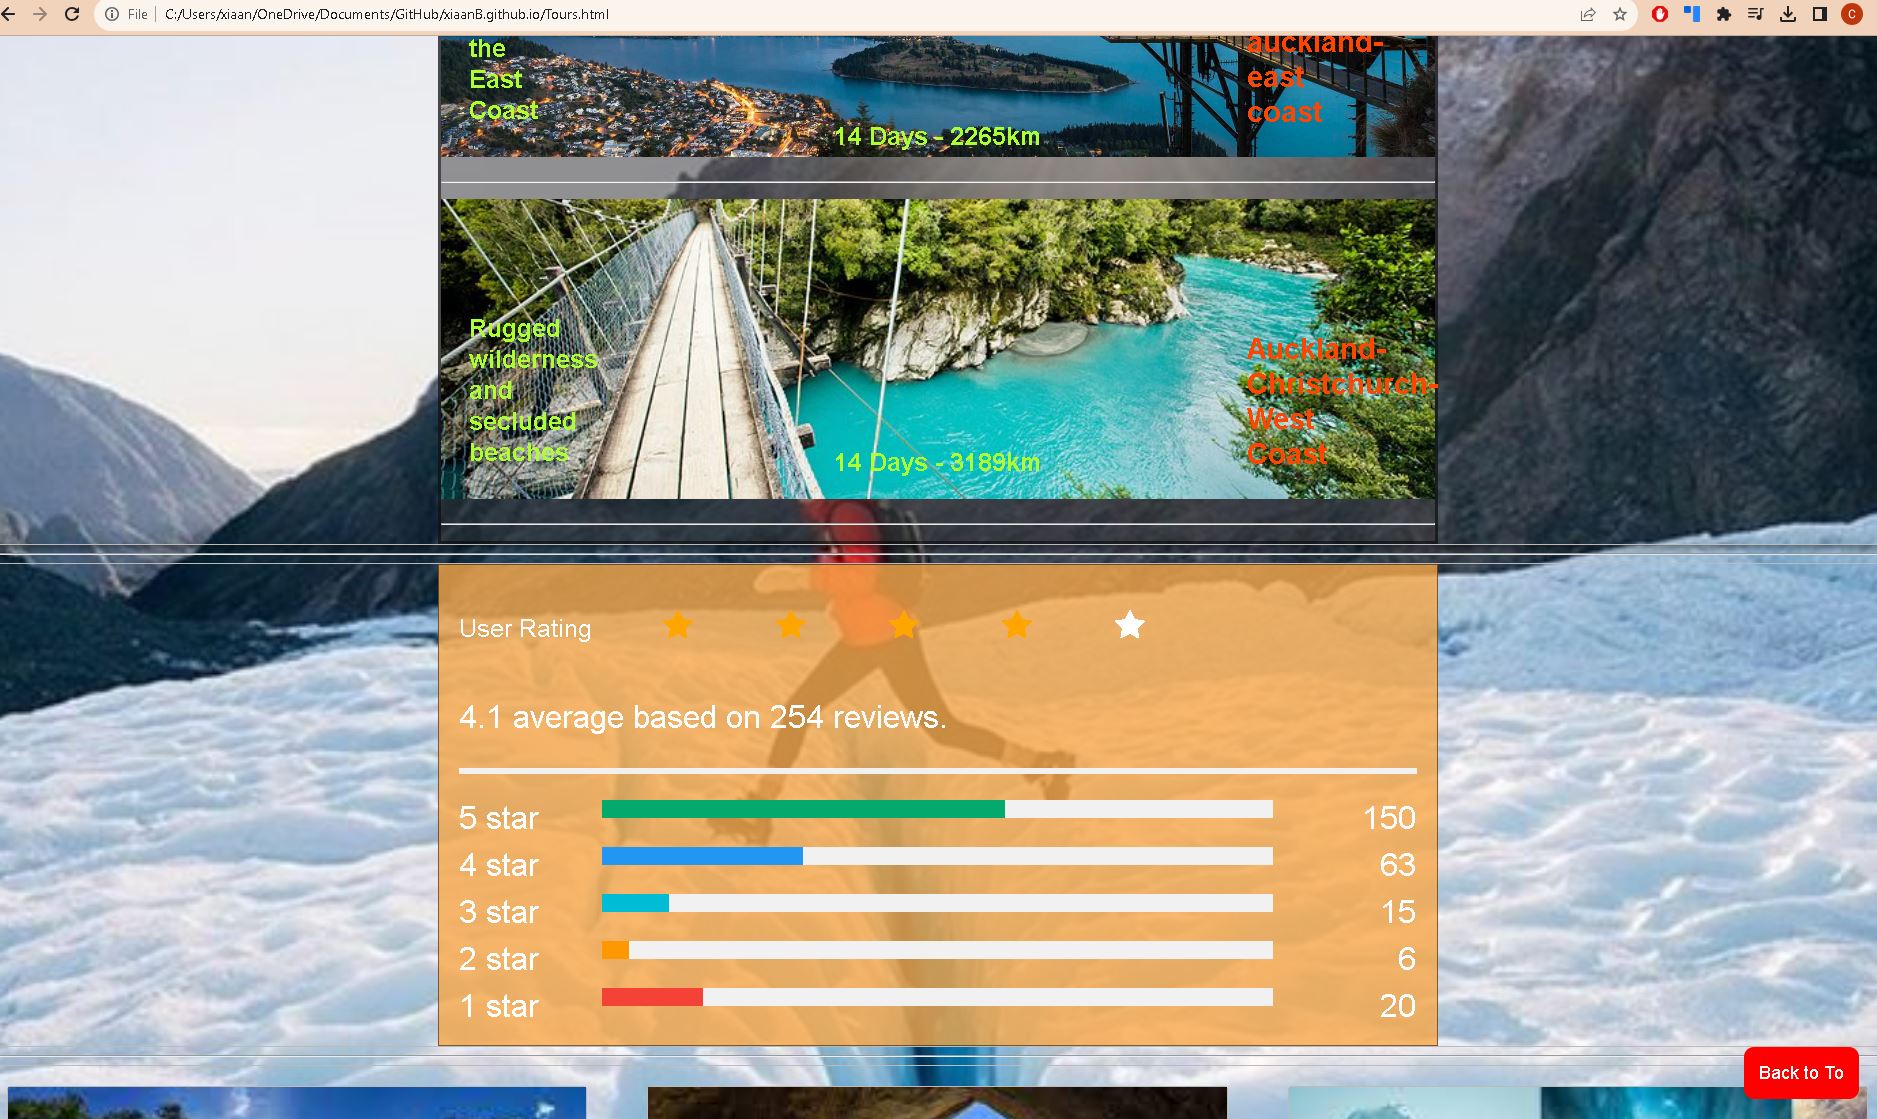 File
C:/Users/xiaan/OneDrive/Documents/GitHub/xiaanB.github.io/Tours.html
C
the
East
Coast
14 Days - 2265km
auckland-
east
coast
Rugged
wilderness
and
secluded
beaches
14 Days - 3189km
Auckland-
Christchurch-
West
Coast
User Rating
4.1 average based on 254 reviews.
5 star 150
4 star 63
3 star 15
2 star 6
1 star 20
Back to To